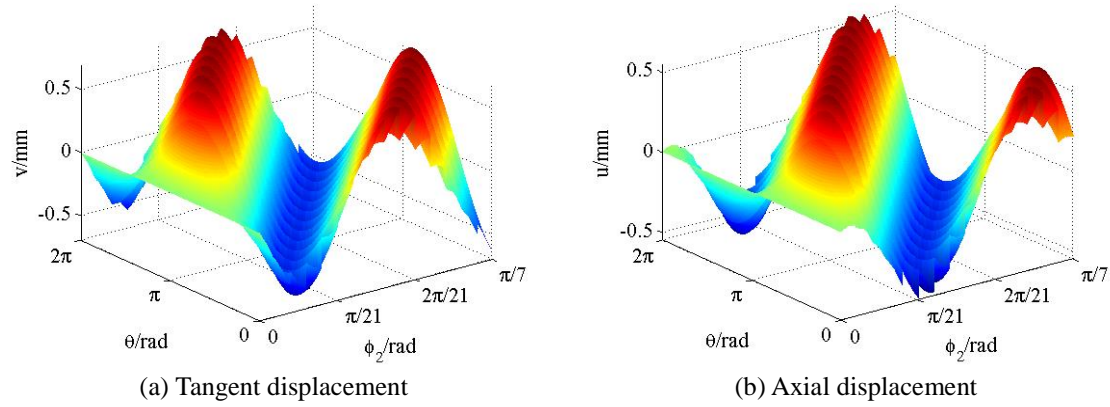 0.5
0
-0.5
v/mm
2π
π
0
θ/rad
0
π/21
2π/21
π/7
ϕ2/rad
(a) Tangent displacement
0.5
0
-0.5
u/mm
2π
π
0
θ/rad
0
π/21
2π/21
π/7
ϕ2/rad
(b) Axial displacement